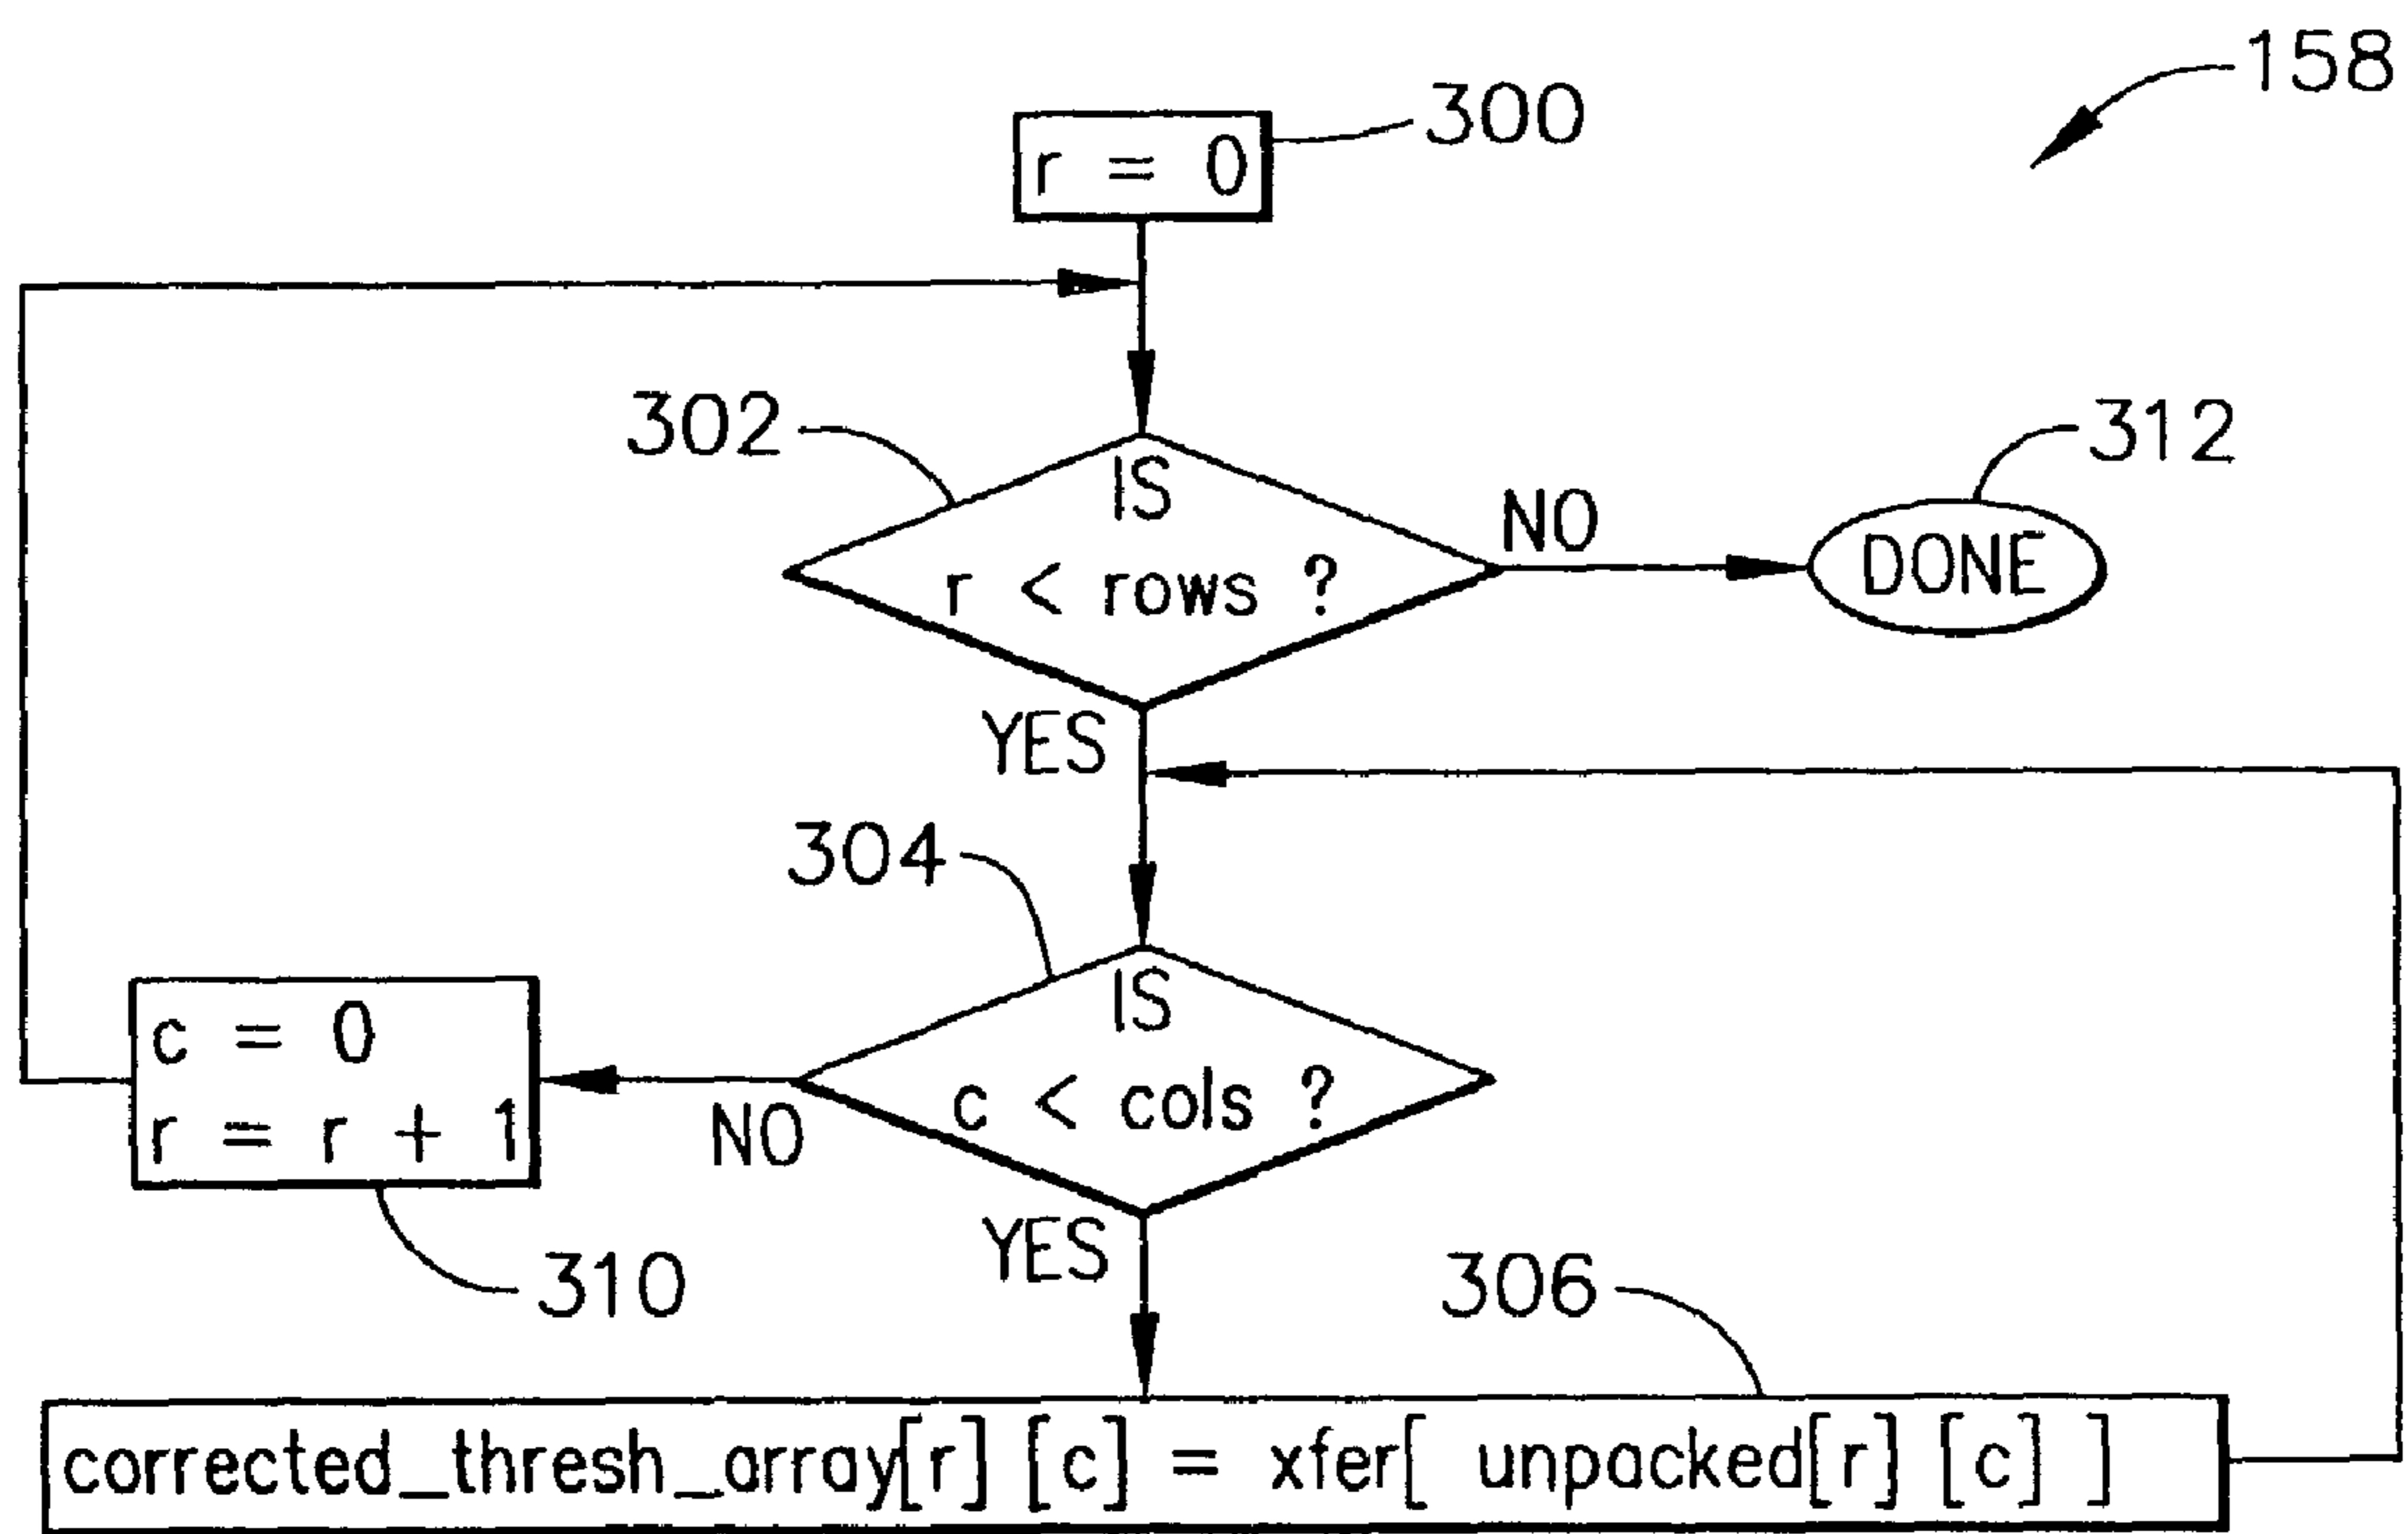 158
300
r = 0
302
312
IS
r < rows ?
NO
DONE
YES
304
IS
c < cols ?
c = 0
r = r + 1
NO
YES
310
306
corrected_thresh_array[r] [c] = xfer[ unpacked[r] [c] ]